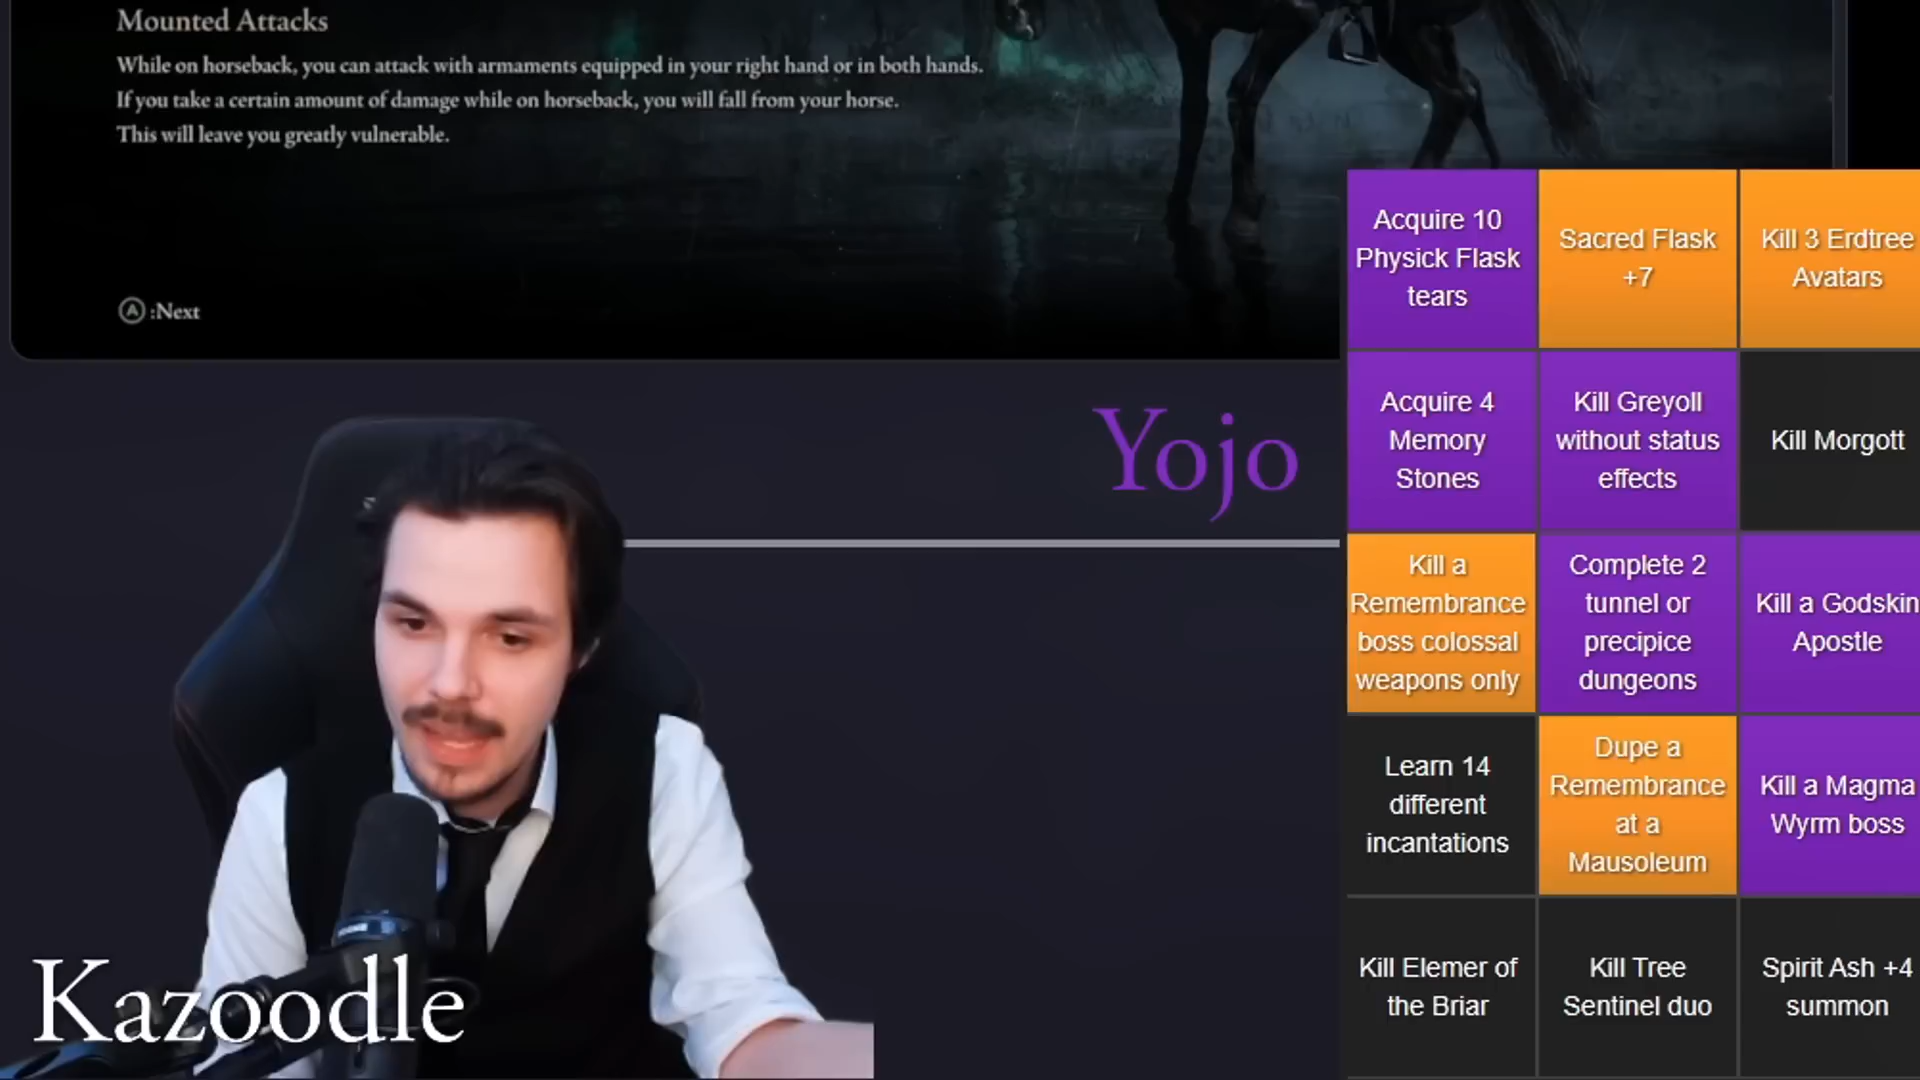 Mounted Attacks
While on horseback, you can attack with armaments equipped in your right hand or in both hands.
If you take a certain amount of damage while on horseback, you will fall from your horse.
This will leave you greatly vulnerable.
A :Next
Yojo
Kazoodle
Acquire 10
Physick Flask
tears
Sacred Flask
+7
Kill 3 Erdtree
Avatars
Acquire 4
Memory
Stones
Kill Greyoll
without status
effects
Kill Morgott
Kill a
Remembrance
boss colossal
weapons only
Complete 2
tunnel or
precipice
dungeons
Kill a Godskin
Apostle
Learn 14
different
incantations
Dupe a
Remembrance
at a
Mausoleum
Kill a Magma
Wyrm boss
Kill Elemer of
the Briar
Kill Tree
Sentinel duo
Spirit Ash +4
summon